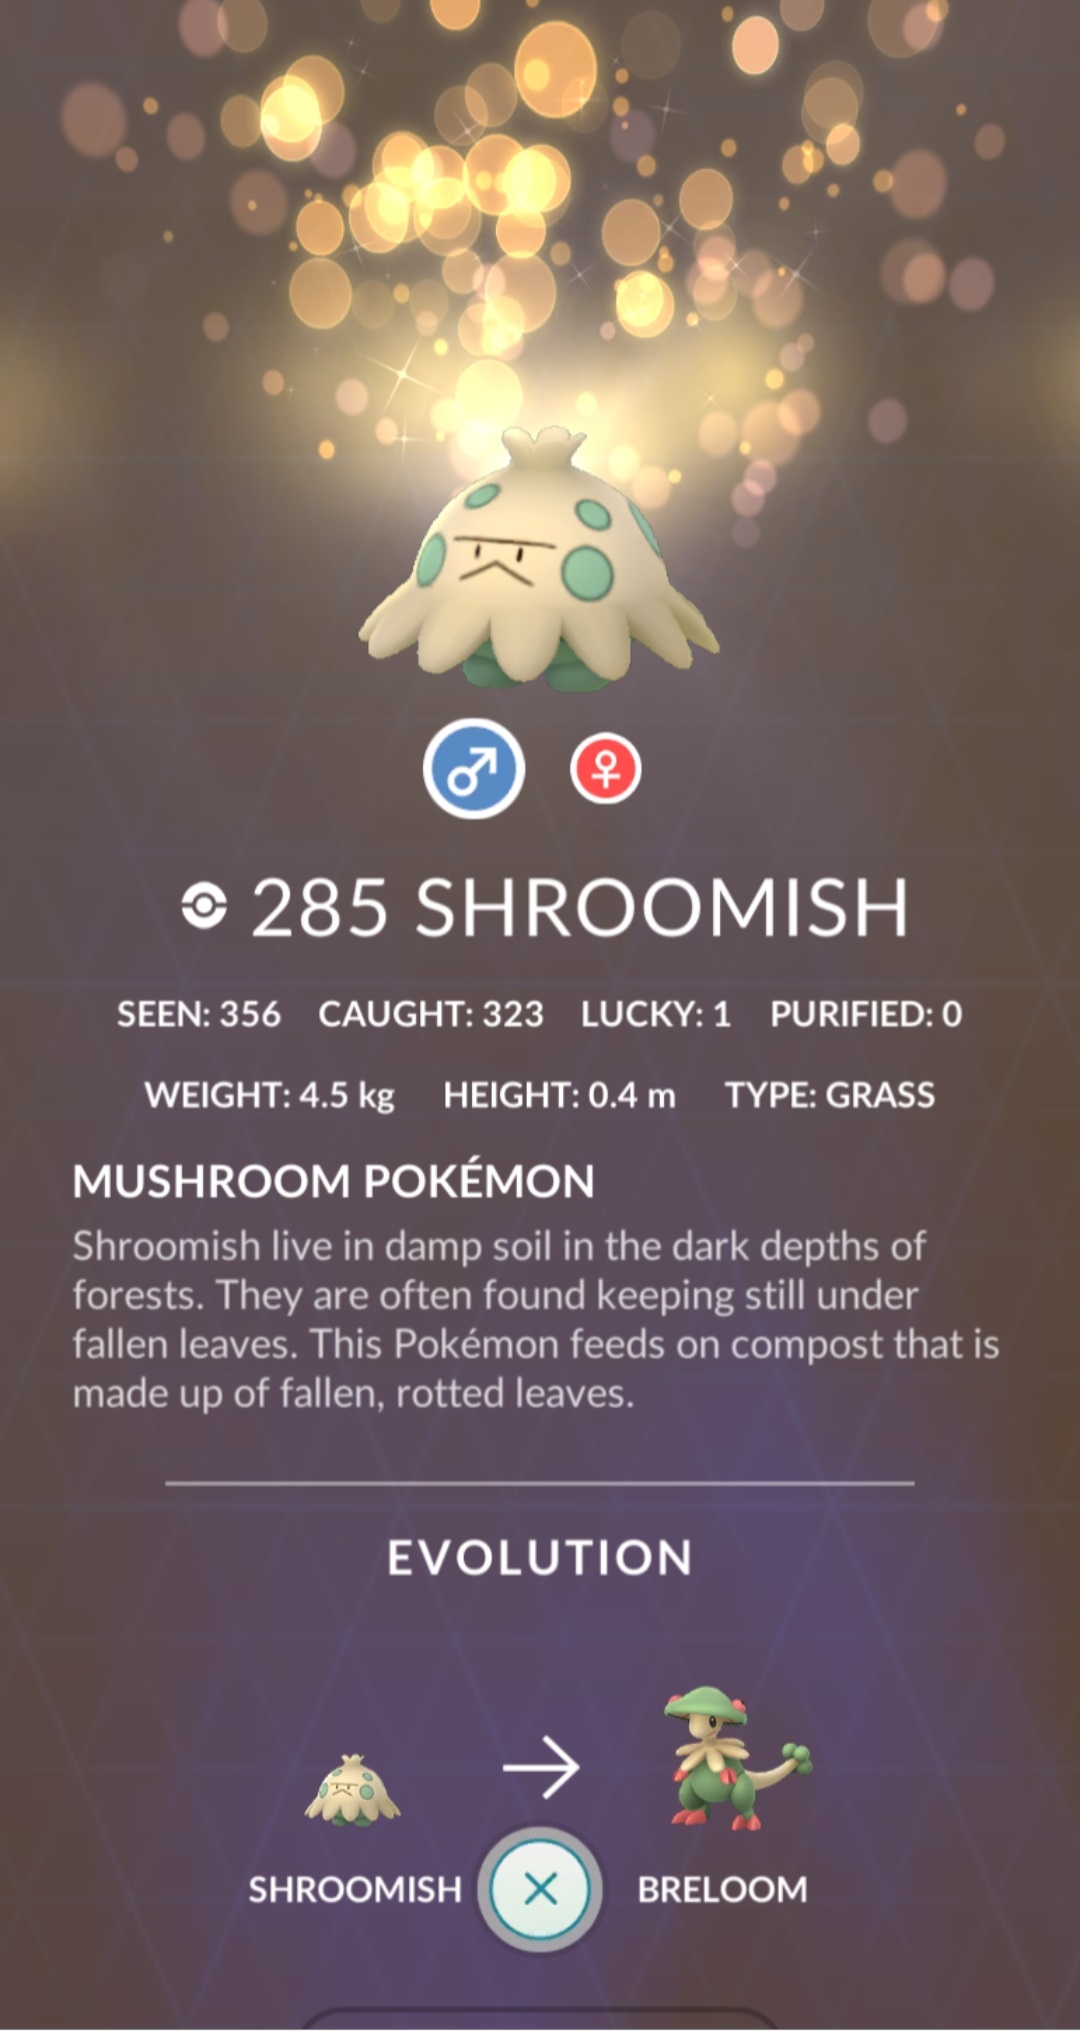 285 SHROOMISH
SEEN: 356 CAUGHT: 323 LUCKY: 1 PURIFIED: 0
WEIGHT: 4.5 kg HEIGHT: 0.4 m TYPE: GRASS
MUSHROOM POKÉMON
Shroomish live in damp soil in the dark depths of
forests. They are often found keeping still under
fallen leaves. This Pokémon feeds on compost that is
made up of fallen, rotted leaves.
EVOLUTION
SHROOMISH BRELOOM